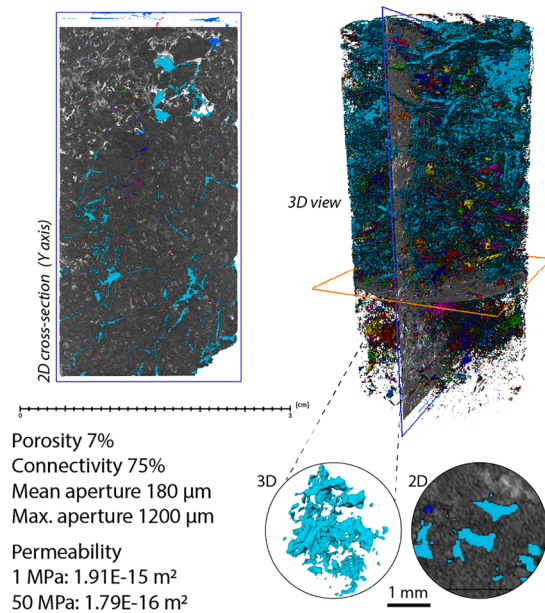 2D cross-section (Y axis)
3D view
[cm]
0
3
Porosity 7%
Connectivity 75%
Mean aperture 180 µm
Max. aperture 1200 µm
Permeability
1 MPa: 1.91E-15 m²
50 MPa: 1.79E-16 m²
3D
2D
1 mm